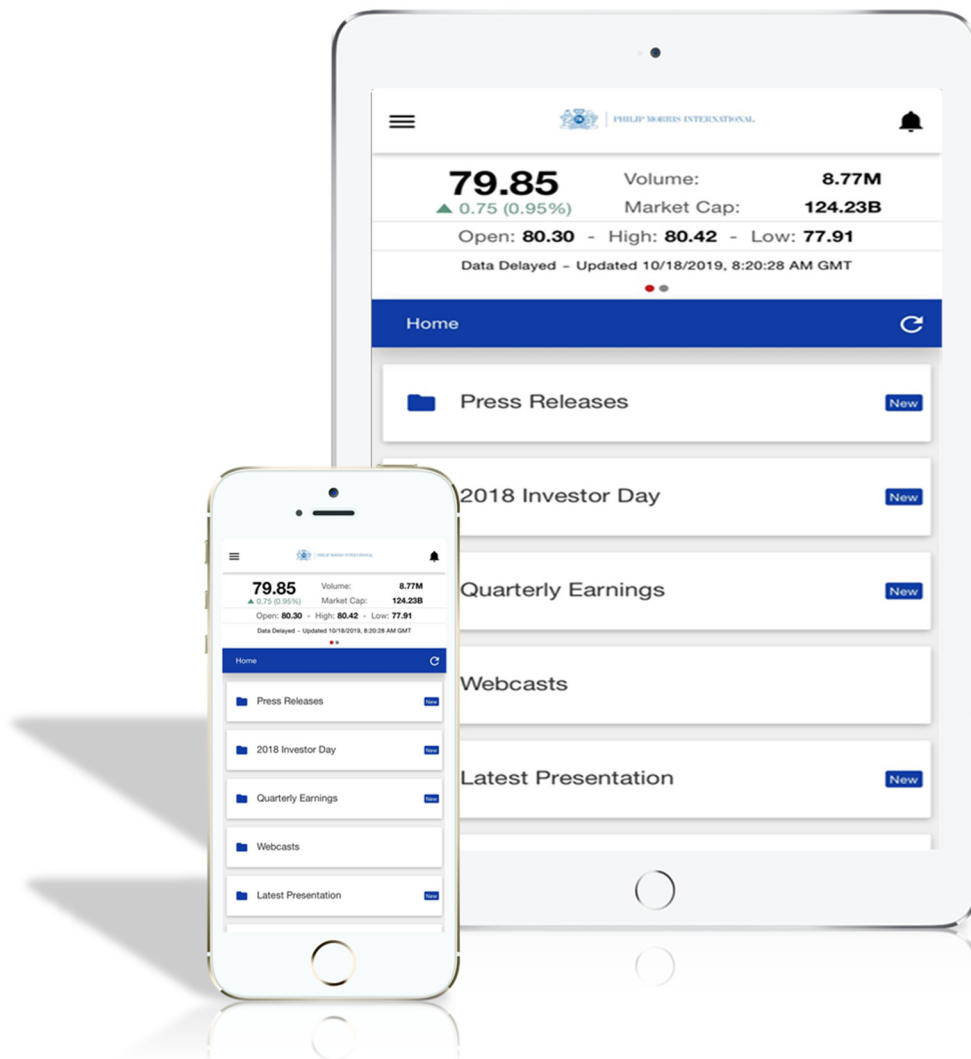 PHILIP MORRIS INTERNATIONAL
79.85
Volume: 8.77M
▲ 0.75 (0.95%)
Market Cap: 124.23B
Open: 80.30 - High: 80.42 - Low: 77.91
Data Delayed - Updated 10/18/2019, 8:20:28 AM GMT
Home
Press Releases New
2018 Investor Day New
Quarterly Earnings New
Webcasts
Latest Presentation New
PHILIP MORRIS INTERNATIONAL
79.85
Volume: 8.77M
▲ 0.75 (0.95%)
Market Cap: 124.23B
Open: 80.30 - High: 80.42 - Low: 77.91
Data Delayed - Updated 10/18/2019, 8:20:28 AM GMT
Home
Press Releases New
2018 Investor Day New
Quarterly Earnings New
Webcasts
Latest Presentation New